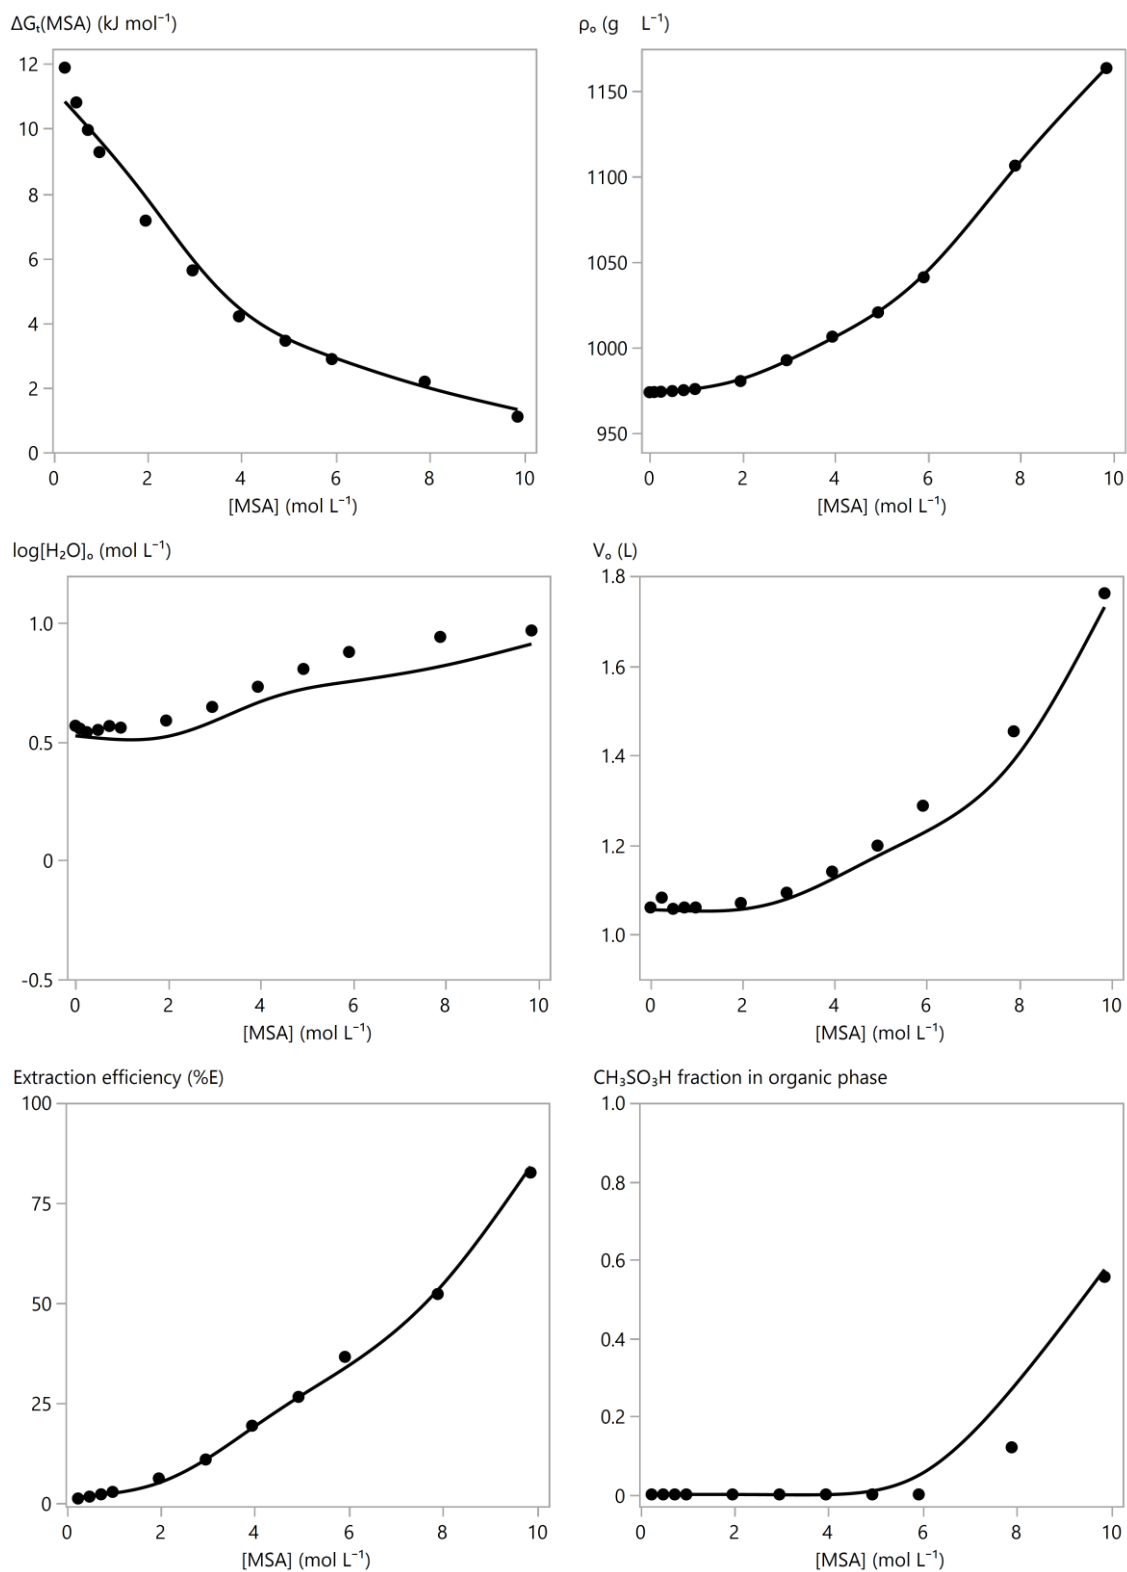 ΔGₜ(MSA) (kJ mol⁻¹)
12
10
8
6
4
2
0
0 2 4 6 8 10
[MSA] (mol L⁻¹)
ρₒ (g L⁻¹)
1150
1100
1050
1000
950
0 2 4 6 8 10
[MSA] (mol L⁻¹)
log[H₂O]ₒ (mol L⁻¹)
1.0
0.5
0
-0.5
0 2 4 6 8 10
[MSA] (mol L⁻¹)
Vₒ (L)
1.8
1.6
1.4
1.2
1.0
0 2 4 6 8 10
[MSA] (mol L⁻¹)
Extraction efficiency (%E)
100
75
50
25
0
0 2 4 6 8 10
[MSA] (mol L⁻¹)
CH₃SO₃H fraction in organic phase
1.0
0.8
0.6
0.4
0.2
0
0 2 4 6 8 10
[MSA] (mol L⁻¹)